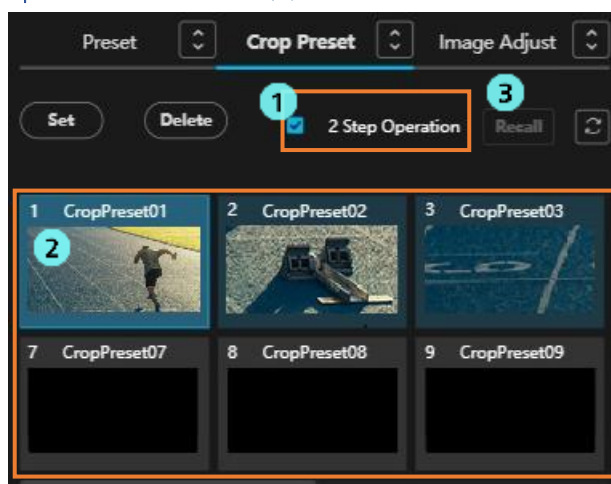 Preset Crop Preset Image Adjust
1 3
Set Delete 2 Step Operation Recall
1 CropPreset01 2 CropPreset02 3 CropPreset03
2
7 CropPreset07 8 CropPreset08 9 CropPreset09